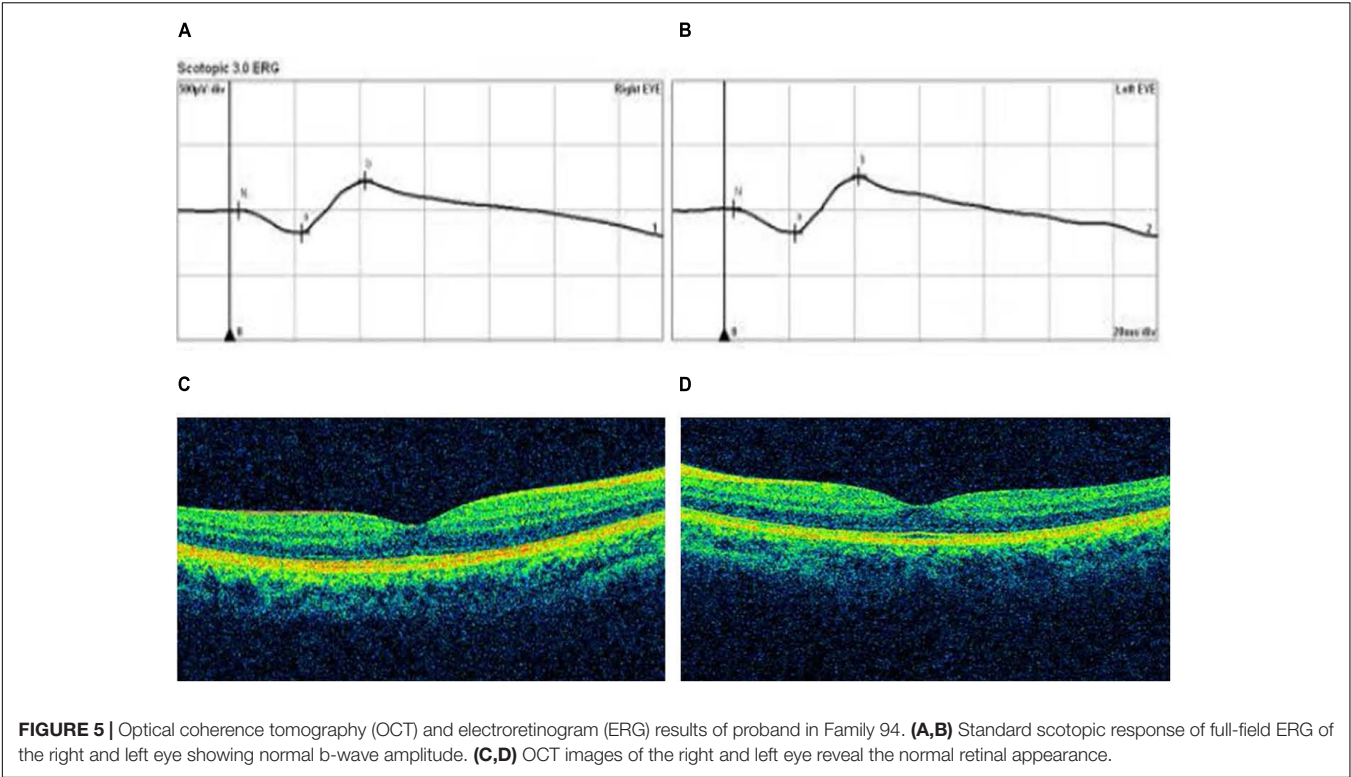 A
B
Scotopic 3.0 ERG
Right EYE
Left EYE
N
N
1
2
20ms/div
C
D
FIGURE 5 | Optical coherence tomography (OCT) and electroretinogram (ERG) results of proband in Family 94. (A,B) Standard scotopic response of full-field ERG of
the right and left eye showing normal b-wave amplitude. (C,D) OCT images of the right and left eye reveal the normal retinal appearance.